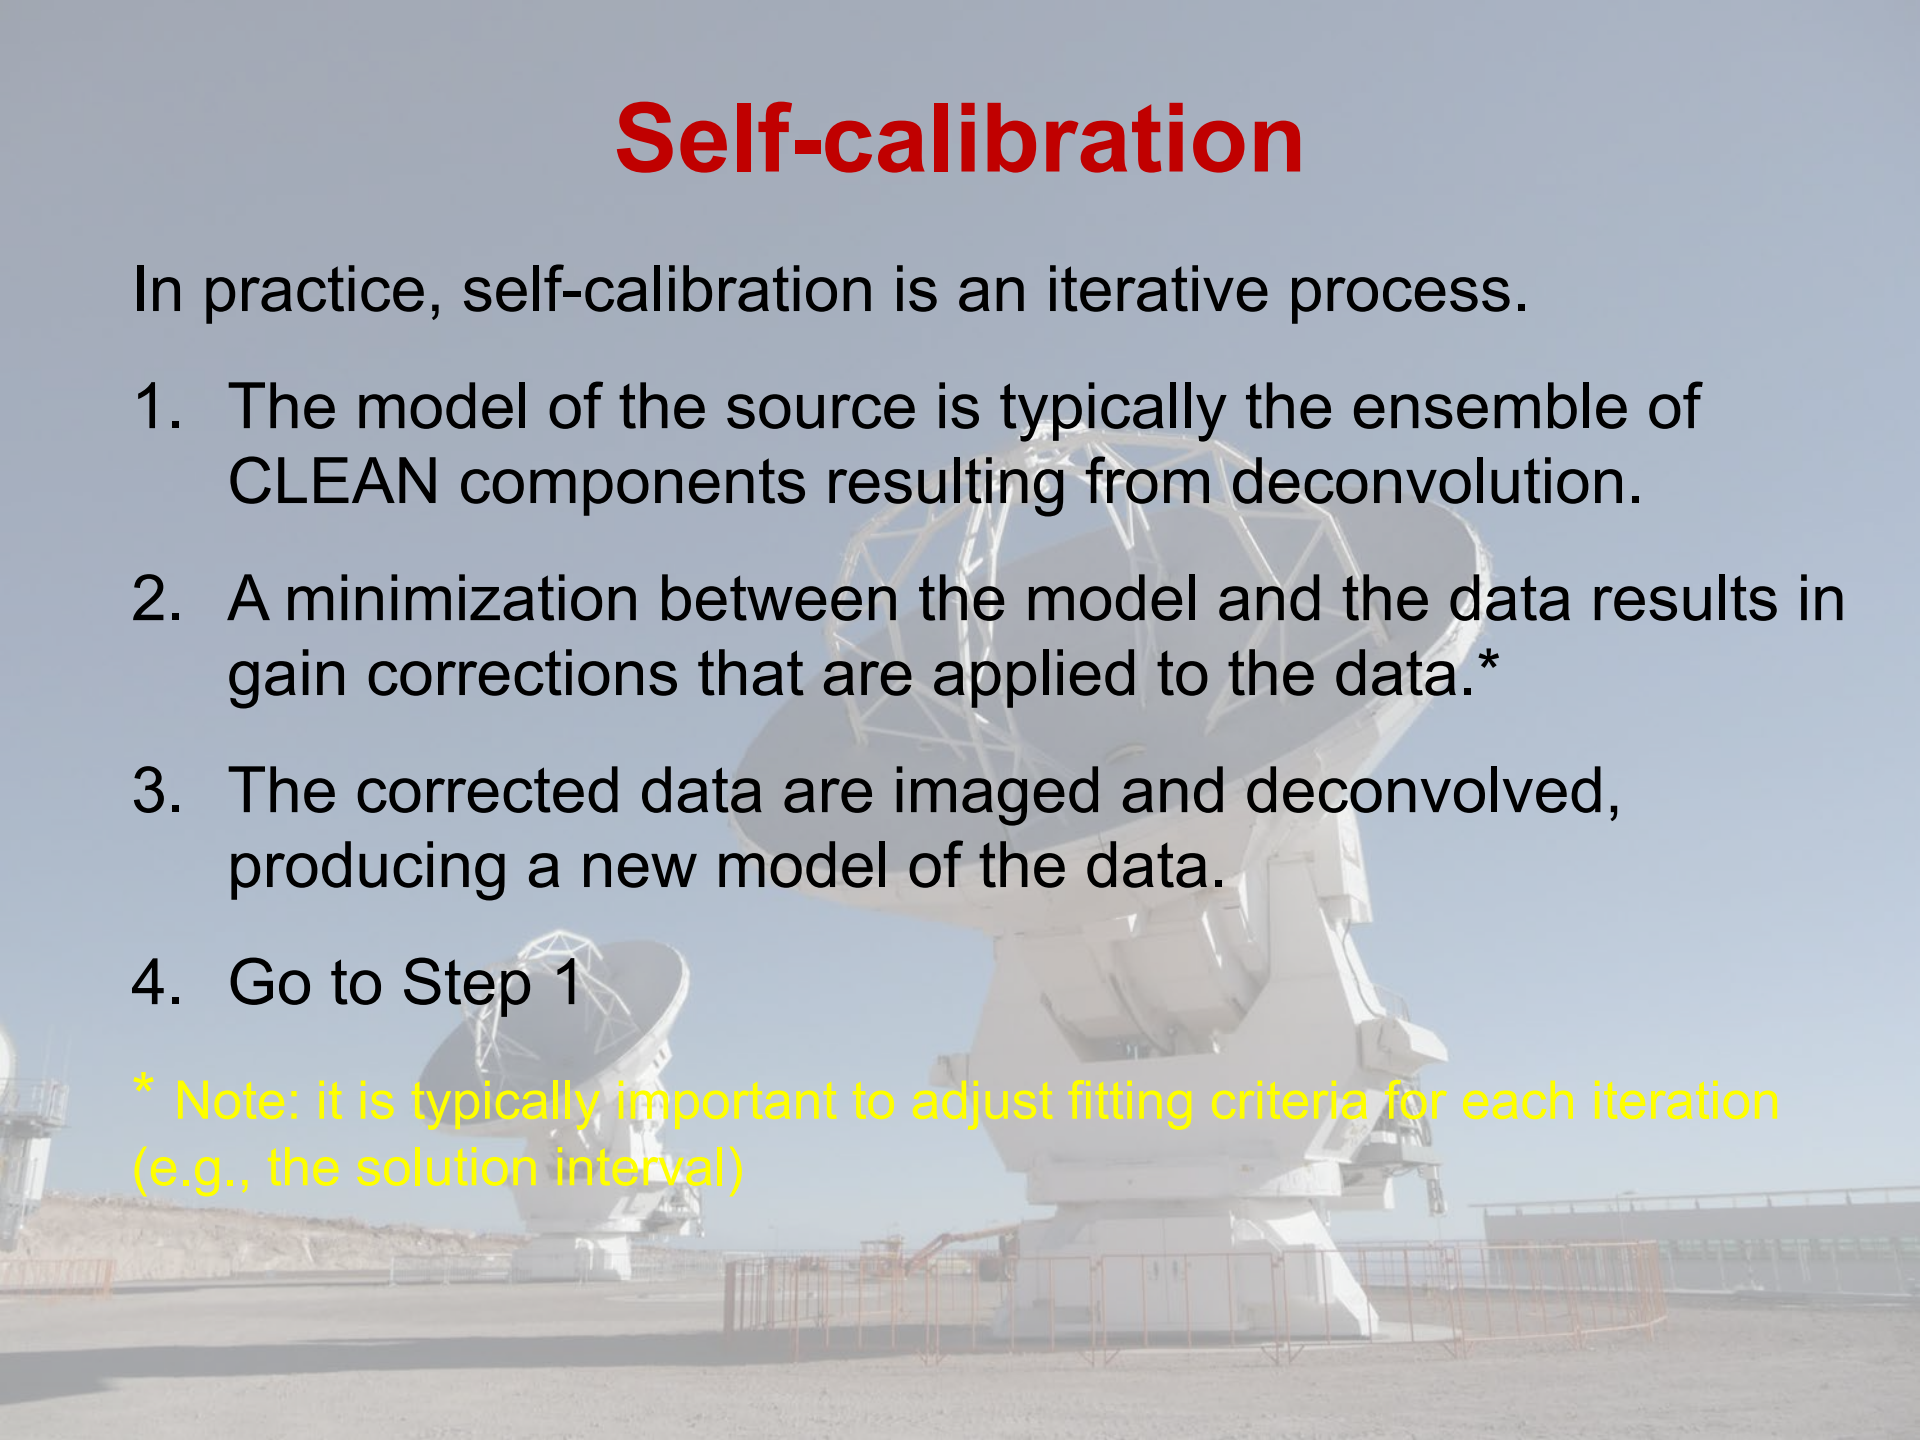 Self-calibration
In practice, self-calibration is an iterative process.
1. The model of the source is typically the ensemble of
CLEAN components resulting from deconvolution.
2. A minimization between the model and the data results in
gain corrections that are applied to the data.*
3. The corrected data are imaged and deconvolved,
producing a new model of the data.
4. Go to Step 1
* Note: it is typically important to adjust fitting criteria for each iteration
(e.g., the solution interval)